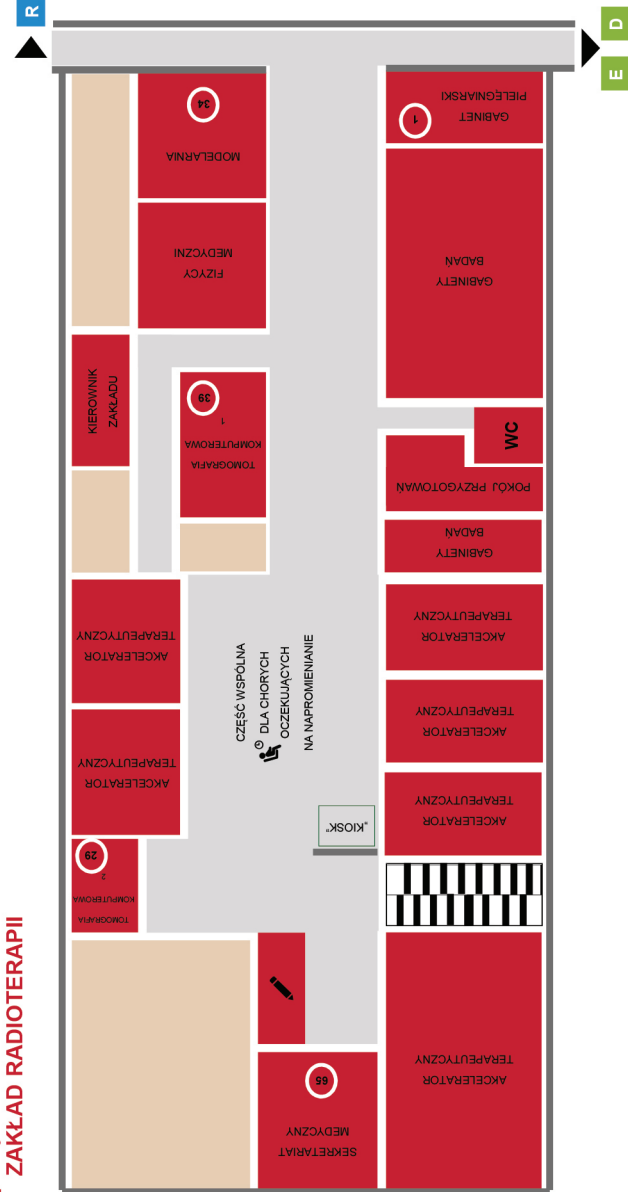 ZAKŁAD RADIOTERAPII
R
E D
34
MODELARNIA
FIZYCY
MEDYCZNI
KIEROWNIK
ZAKŁADU
39
TOMOGRAFIA
KOMPUTEROWA
1
AKCELERATOR
TERAPEUTYCZNY
AKCELERATOR
TERAPEUTYCZNY
29
TOMOGRAFIA
KOMPUTEROWA
2
SEKRETARIAT
MEDYCZNY
65
CZĘŚĆ WSPÓLNA
DLA CHORYCH
OCZEKUJĄCYCH
NA NAPROMIENIANIE
"KIOSK"
GABINET
PIELĘGNIARSKI
1
GABINETY
BADAŃ
WC
POKÓJ PRZYGOTOWAŃ
GABINETY
BADAŃ
AKCELERATOR
TERAPEUTYCZNY
AKCELERATOR
TERAPEUTYCZNY
AKCELERATOR
TERAPEUTYCZNY
AKCELERATOR
TERAPEUTYCZNY